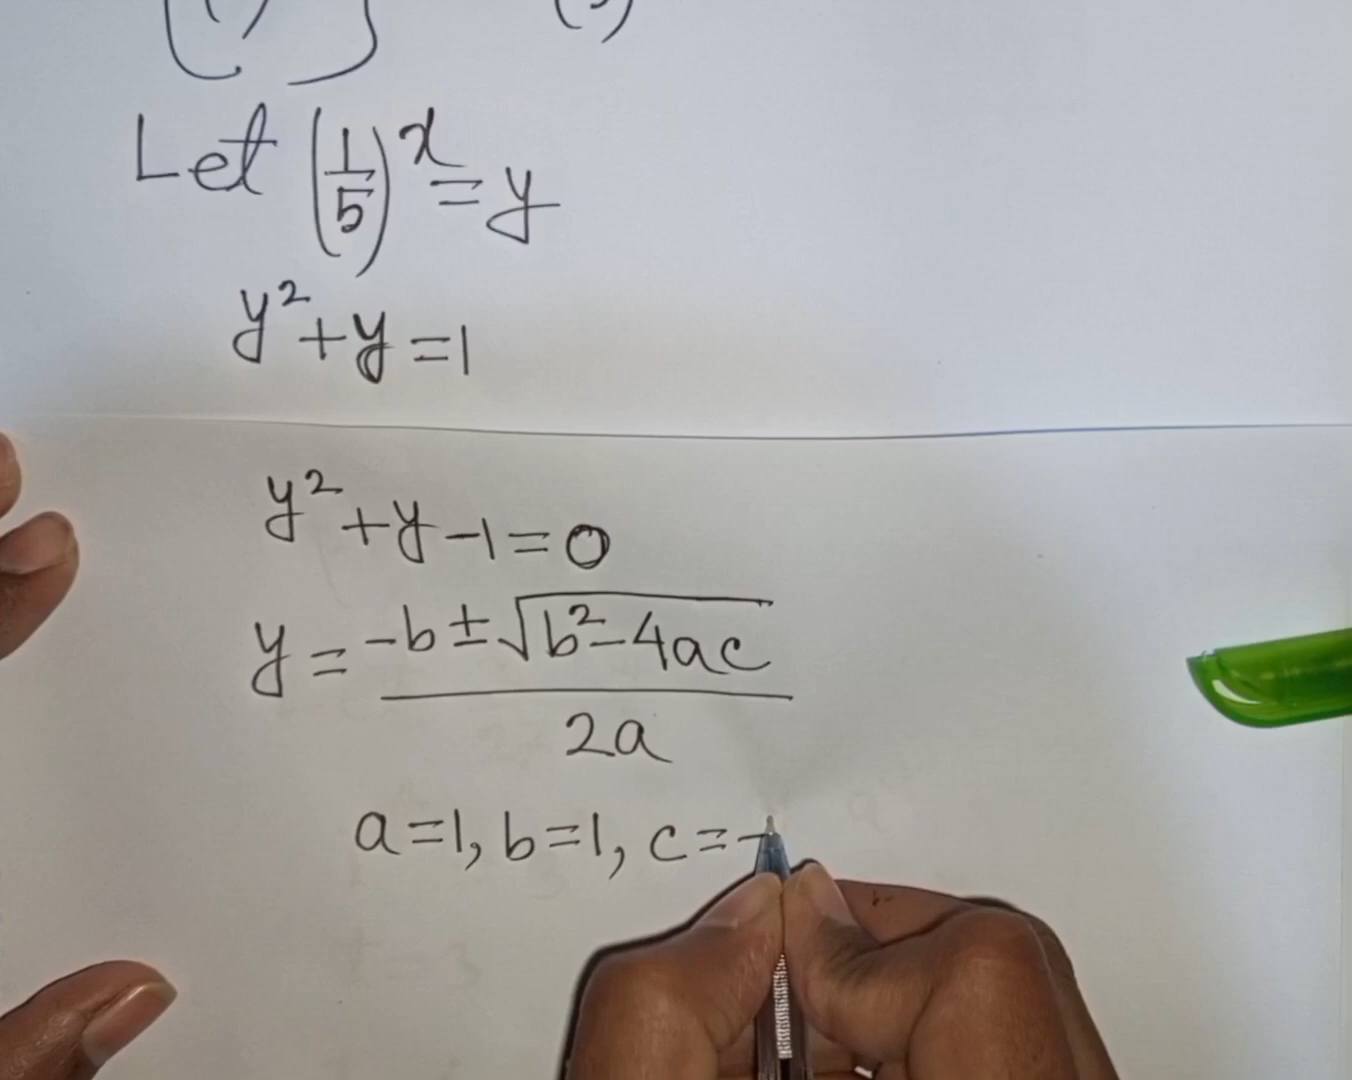 Let (1/5)^x = y
y²+y=1
y²+y-1=0
y = (-b±√(b²-4ac))/2a
a=1, b=1, c=-